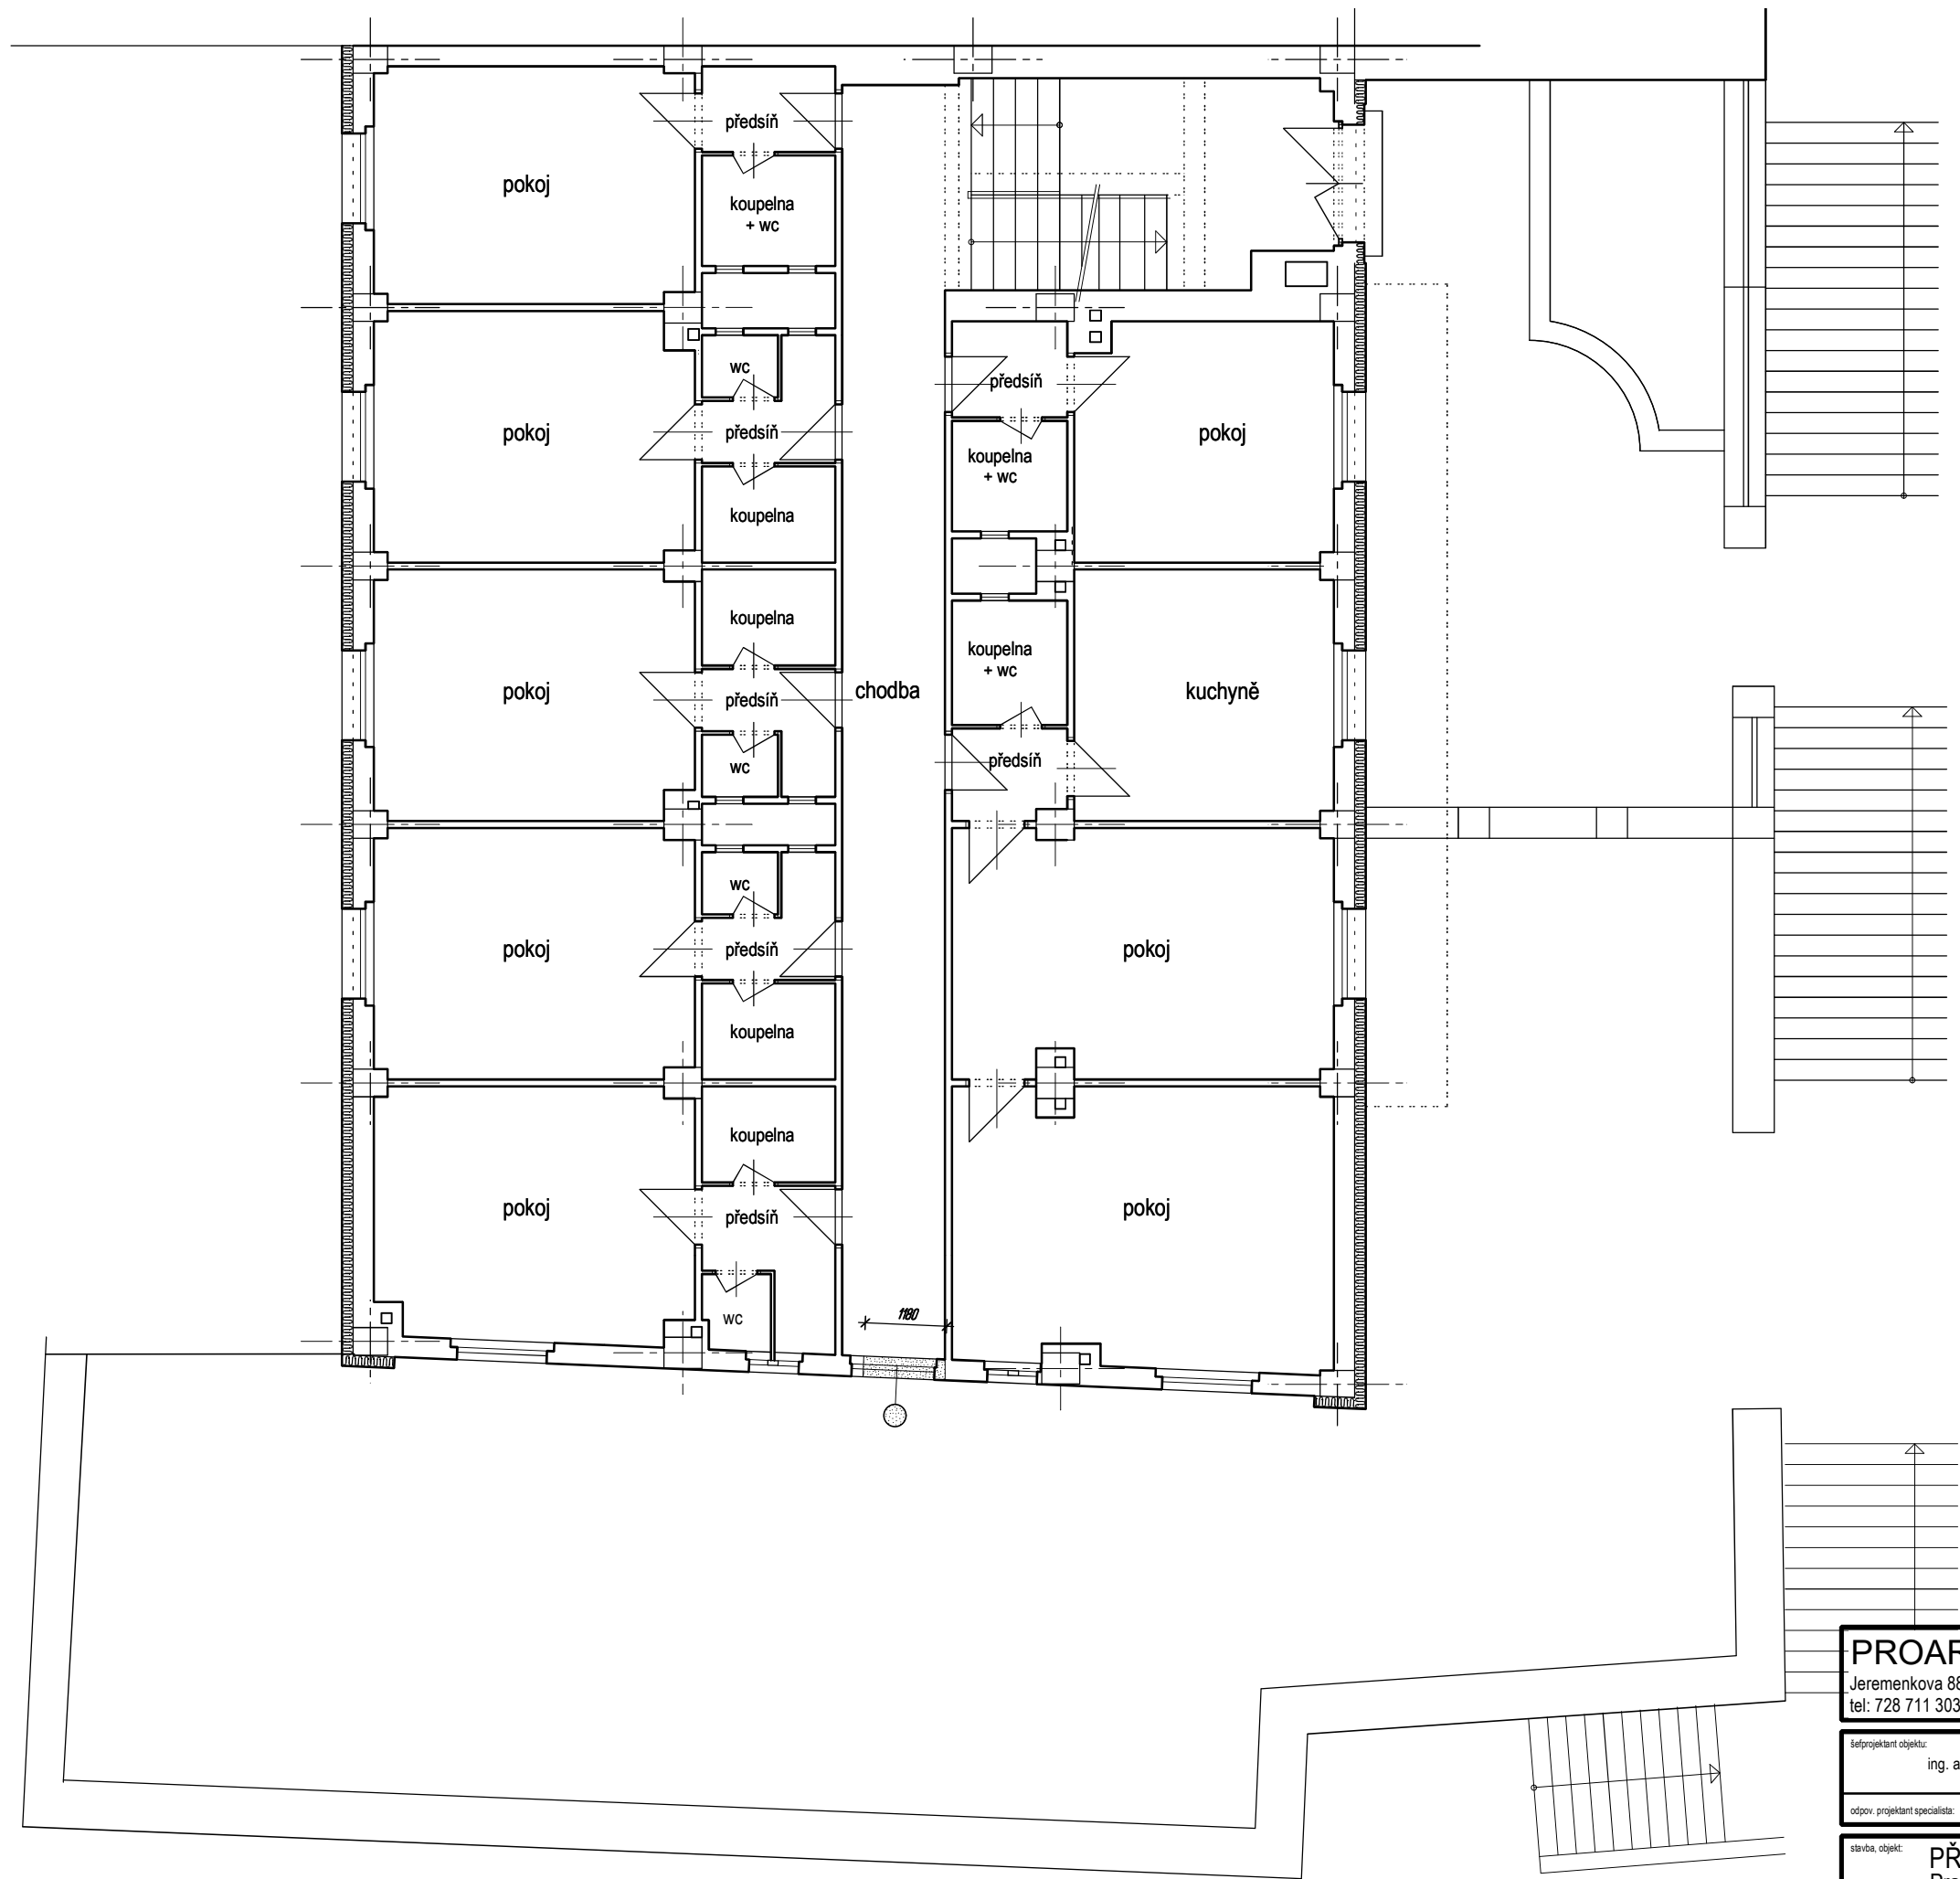 předsíň
pokoj
koupelna
+ wc
wc
předsíň
předsíň
pokoj
pokoj
koupelna
+ wc
koupelna
koupelna
koupelna
+ wc
pokoj
předsíň
chodba
kuchyně
předsíň
wc
wc
pokoj
předsíň
pokoj
koupelna
koupelna
pokoj
předsíň
pokoj
wc
1180
PROAR
Jeremenkova 88
tel: 728 711 303
šéfprojektant objektu:
ing. a
odpov. projektant specialista:
stavba, objekt:
PŘ